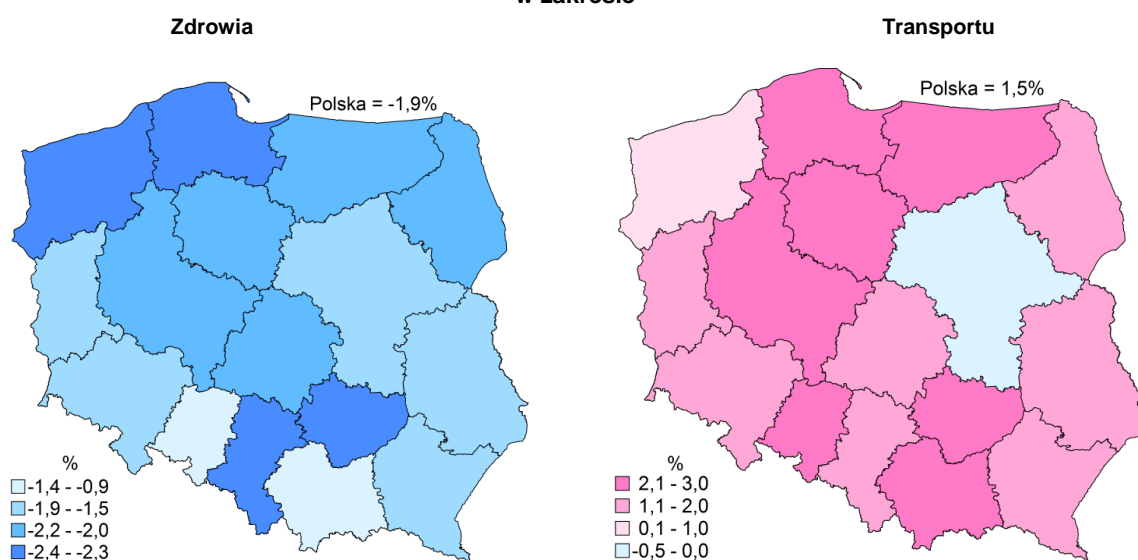 w zakresie
Zdrowia
Transportu
Polska = -1,9%
Polska = 1,5%
%
-1,4 - -0,9
-1,9 - -1,5
-2,2 - -2,0
-2,4 - -2,3
%
2,1 - 3,0
1,1 - 2,0
0,1 - 1,0
-0,5 - 0,0